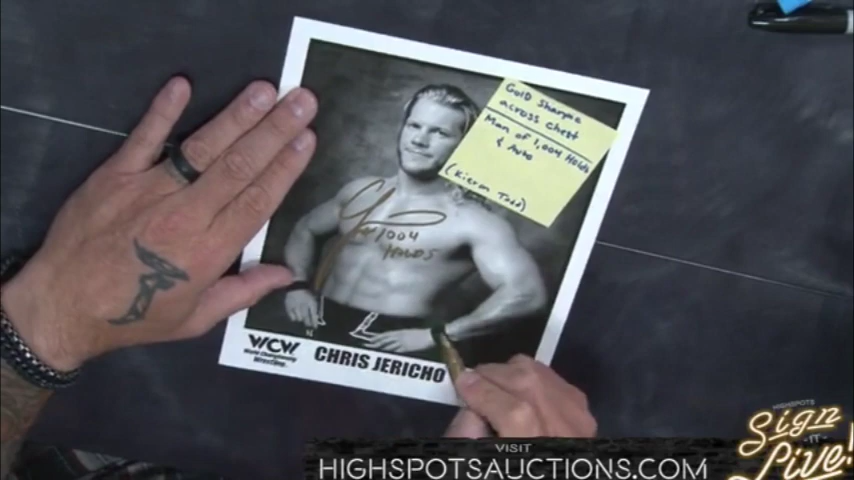 GolD Sharpie
across chest
Man of 1,004 Holds
& Auto
(Kieran Todd)
1004
HOLDS
WCW
World Championship
Wrestling.
CHRIS JERICHO
VISIT
HIGHSPOTSAUCTIONS.COM
HIGHSPOTS
Sign
-IT-
Live!